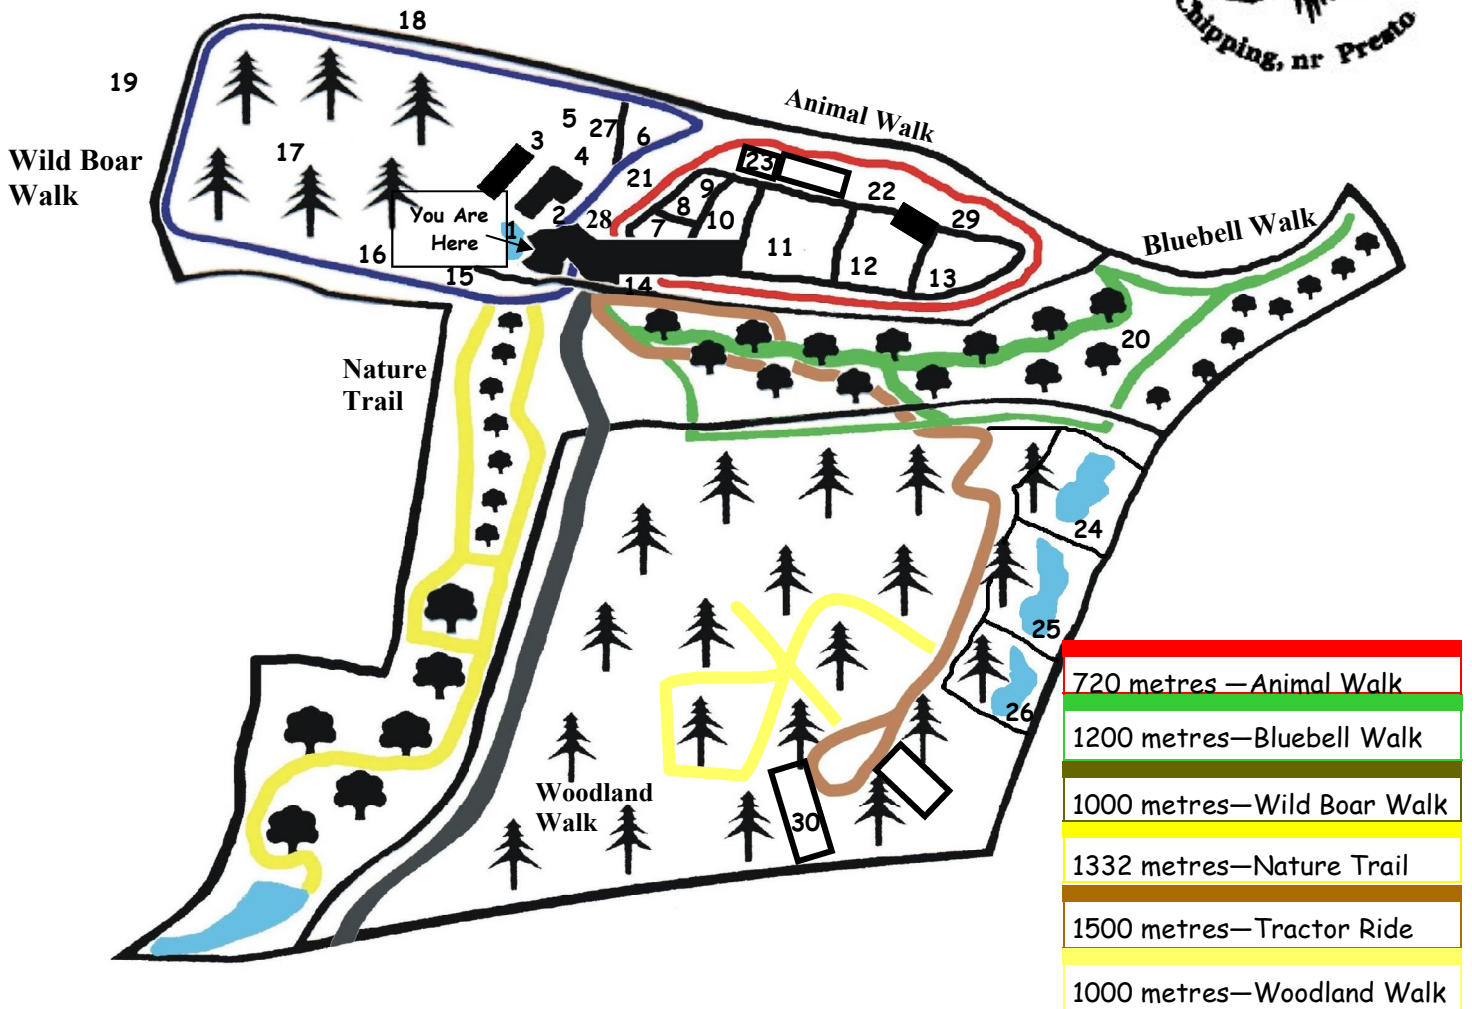 Chipping, nr Presto
18
19
Animal Walk
5
27
6
3
4
17
Wild Boar
Walk
23
21
22
9
8
10
7
You Are
Here
1
2
28
29
Bluebell Walk
11
12
13
16
15
14
20
Nature
Trail
24
25
26
Woodland
Walk
30
720 metres —Animal Walk
1200 metres—Bluebell Walk
1000 metres—Wild Boar Walk
1332 metres—Nature Trail
1500 metres—Tractor Ride
1000 metres—Woodland Walk